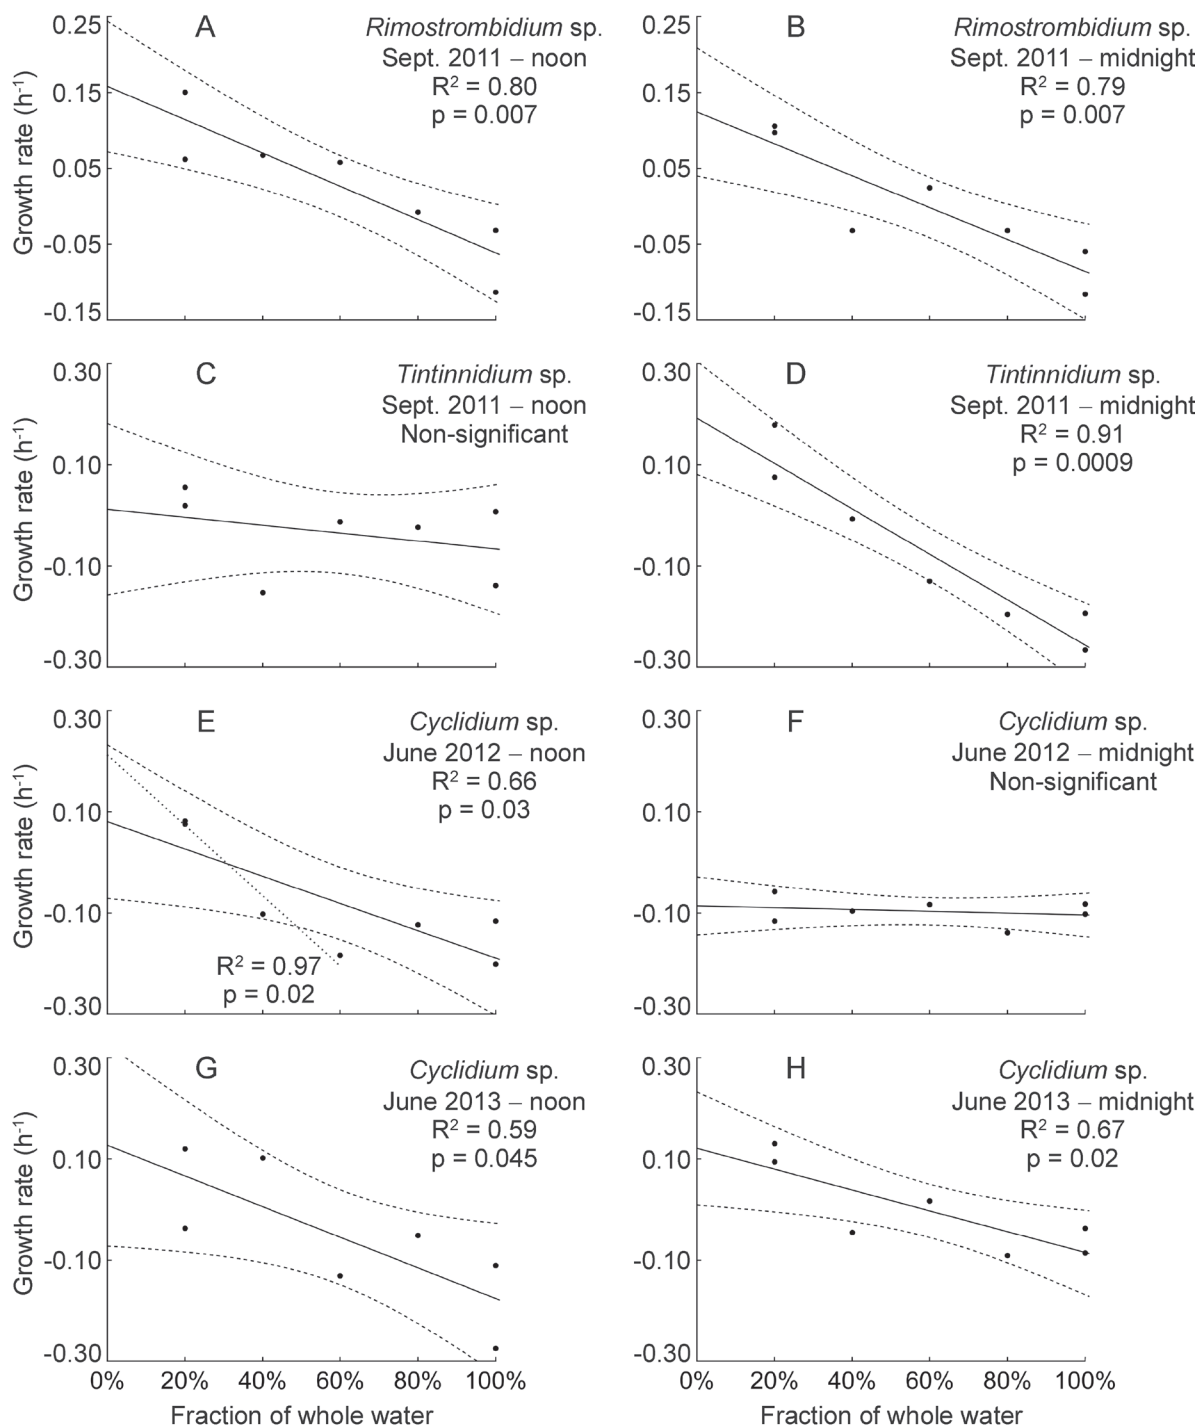 A
Rimostrombidium sp.
Sept. 2011 – noon
R² = 0.80
p = 0.007
0.25
0.15
0.05
-0.05
-0.15
Growth rate (h⁻¹)
B
Rimostrombidium sp.
Sept. 2011 – midnight
R² = 0.79
p = 0.007
0.25
0.15
0.05
-0.05
-0.15
C
Tintinnidium sp.
Sept. 2011 – noon
Non-significant
0.30
0.10
-0.10
-0.30
Growth rate (h⁻¹)
D
Tintinnidium sp.
Sept. 2011 – midnight
R² = 0.91
p = 0.0009
0.30
0.10
-0.10
-0.30
E
Cyclidium sp.
June 2012 – noon
R² = 0.66
p = 0.03
R² = 0.97
p = 0.02
0.30
0.10
-0.10
-0.30
Growth rate (h⁻¹)
F
Cyclidium sp.
June 2012 – midnight
Non-significant
0.30
0.10
-0.10
-0.30
G
Cyclidium sp.
June 2013 – noon
R² = 0.59
p = 0.045
0.30
0.10
-0.10
-0.30
Growth rate (h⁻¹)
0% 20% 40% 60% 80% 100%
Fraction of whole water
H
Cyclidium sp.
June 2013 – midnight
R² = 0.67
p = 0.02
0.30
0.10
-0.10
-0.30
0% 20% 40% 60% 80% 100%
Fraction of whole water